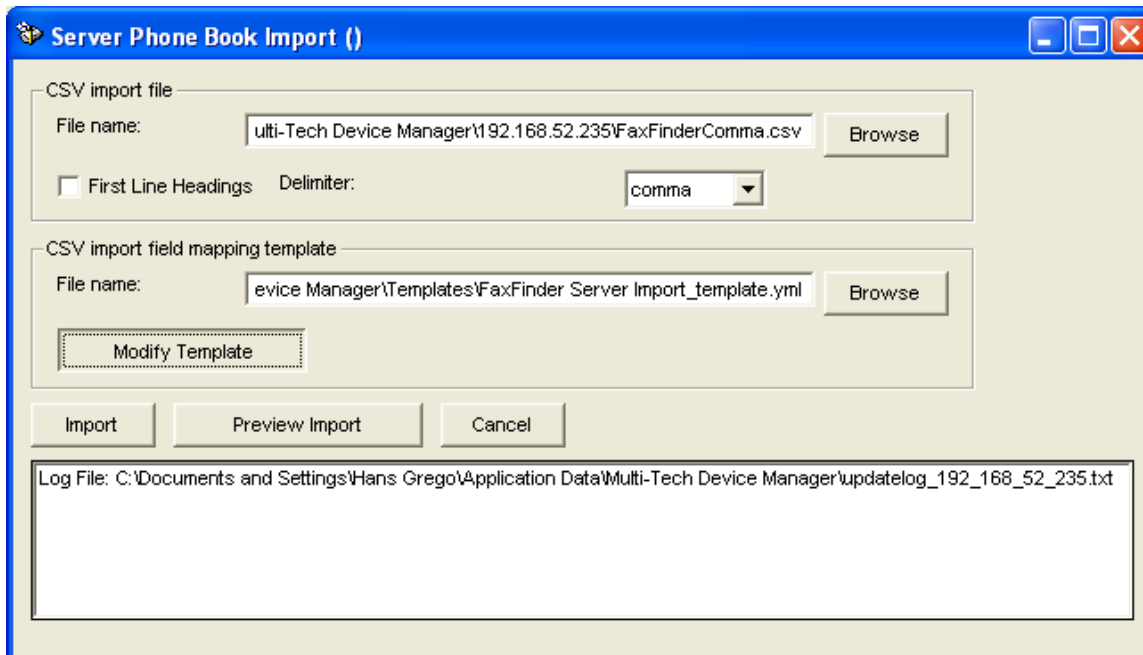 Server Phone Book Import ()
CSV import file
File name:
ulti-Tech Device Manager\192.168.52.235\FaxFinderComma.csv
Browse
First Line Headings
Delimiter:
comma
CSV import field mapping template
File name:
evice Manager\Templates\FaxFinder Server Import_template.yml
Browse
Modify Template
Import
Preview Import
Cancel
Log File: C:\Documents and Settings\Hans Grego\Application Data\Multi-Tech Device Manager\updatelog_192_168_52_235.txt